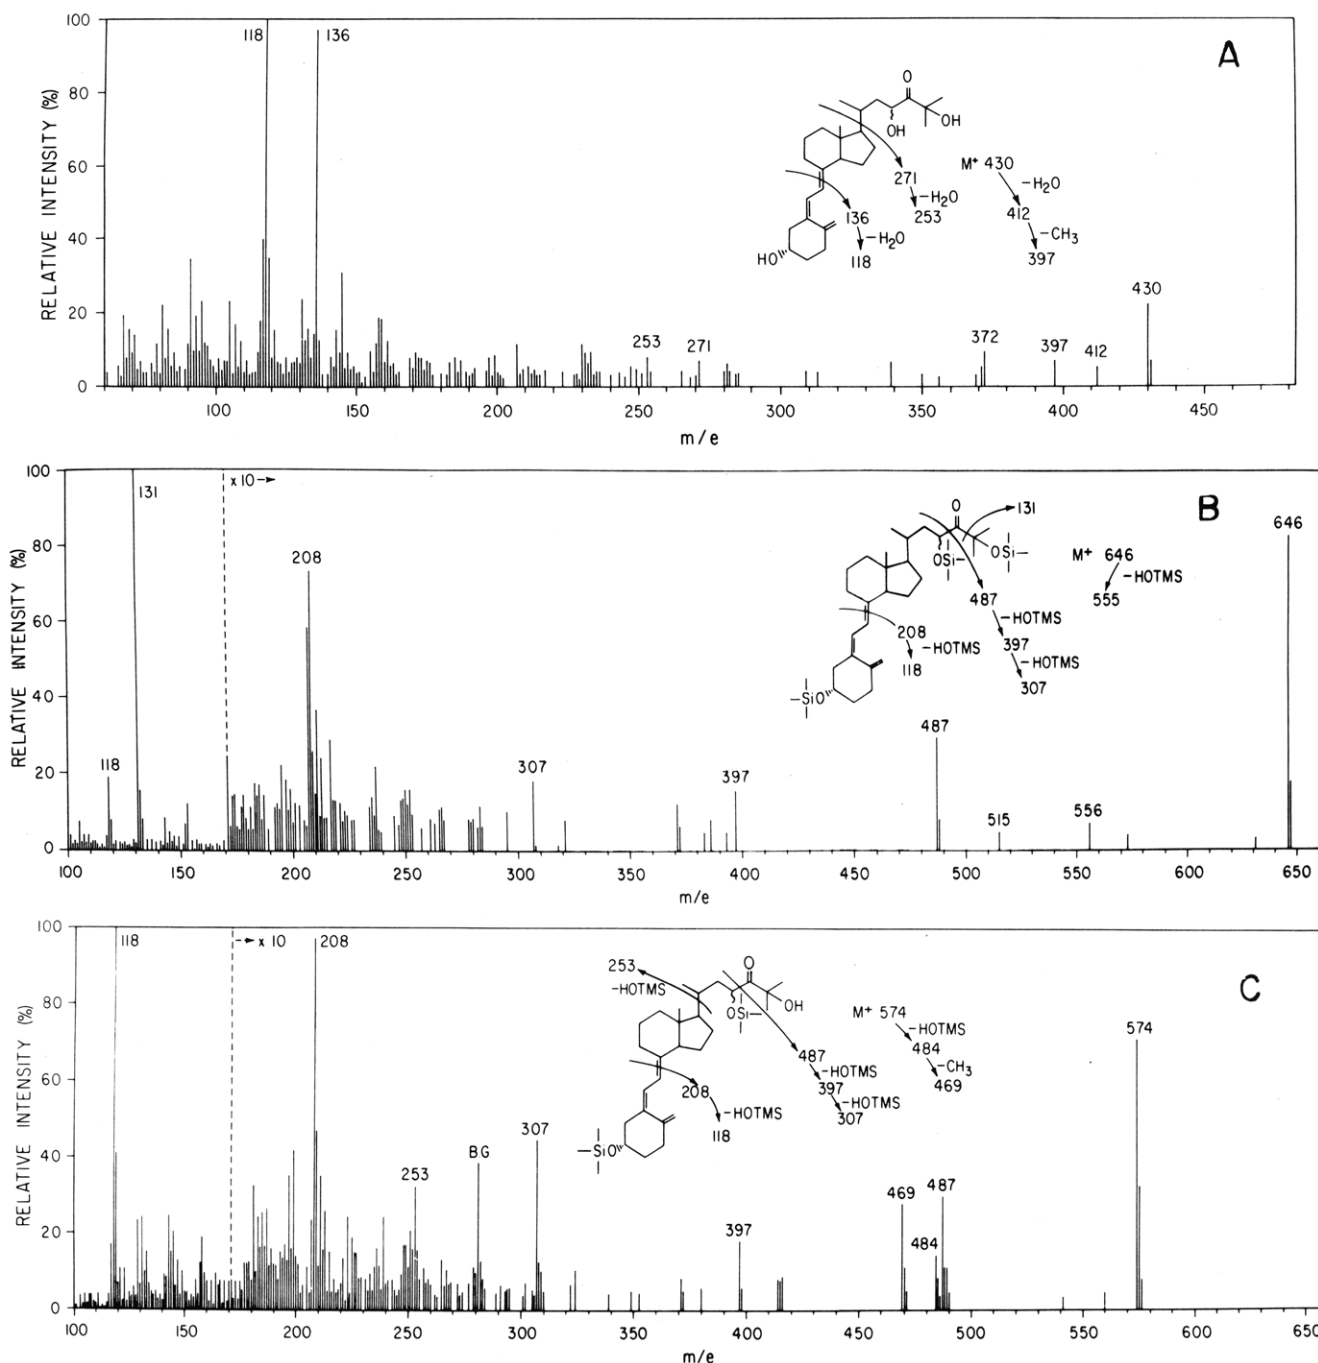 A
RELATIVE INTENSITY (%)
100
80
60
40
20
0
118
136
O
OH
OH
HO
271
-H2O
253
136
-H2O
118
M+ 430
-H2O
412
-CH3
397
253
271
372
397
412
430
100
150
200
250
300
350
400
450
m/e
B
RELATIVE INTENSITY (%)
100
80
60
40
20
0
131
x 10
118
208
O
131
OSi
OSi
M+ 646
-HOTMS
555
487
-HOTMS
397
-HOTMS
307
208
-HOTMS
118
SiO
307
397
487
515
556
646
100
150
200
250
300
350
400
450
500
550
600
650
m/e
C
RELATIVE INTENSITY (%)
100
80
60
40
20
0
118
x 10
208
253
-HOTMS
O
OH
OSi
M+ 574
-HOTMS
484
-CH3
469
487
-HOTMS
397
-HOTMS
307
208
-HOTMS
118
SiO
253
BG
307
397
469
484
487
574
100
150
200
250
300
350
400
450
500
550
600
650
m/e